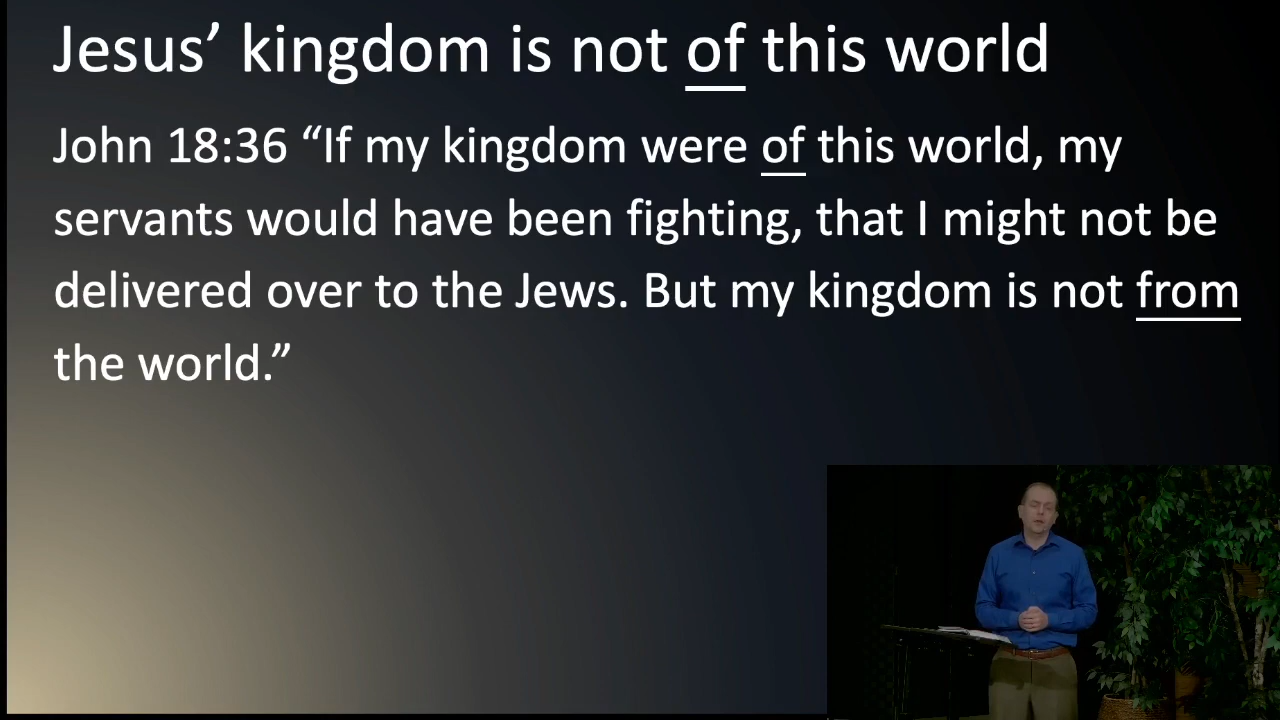 Jesus’ kingdom is not of this world
John 18:36 “If my kingdom were of this world, my
servants would have been fighting, that I might not be
delivered over to the Jews. But my kingdom is not from
the world.”